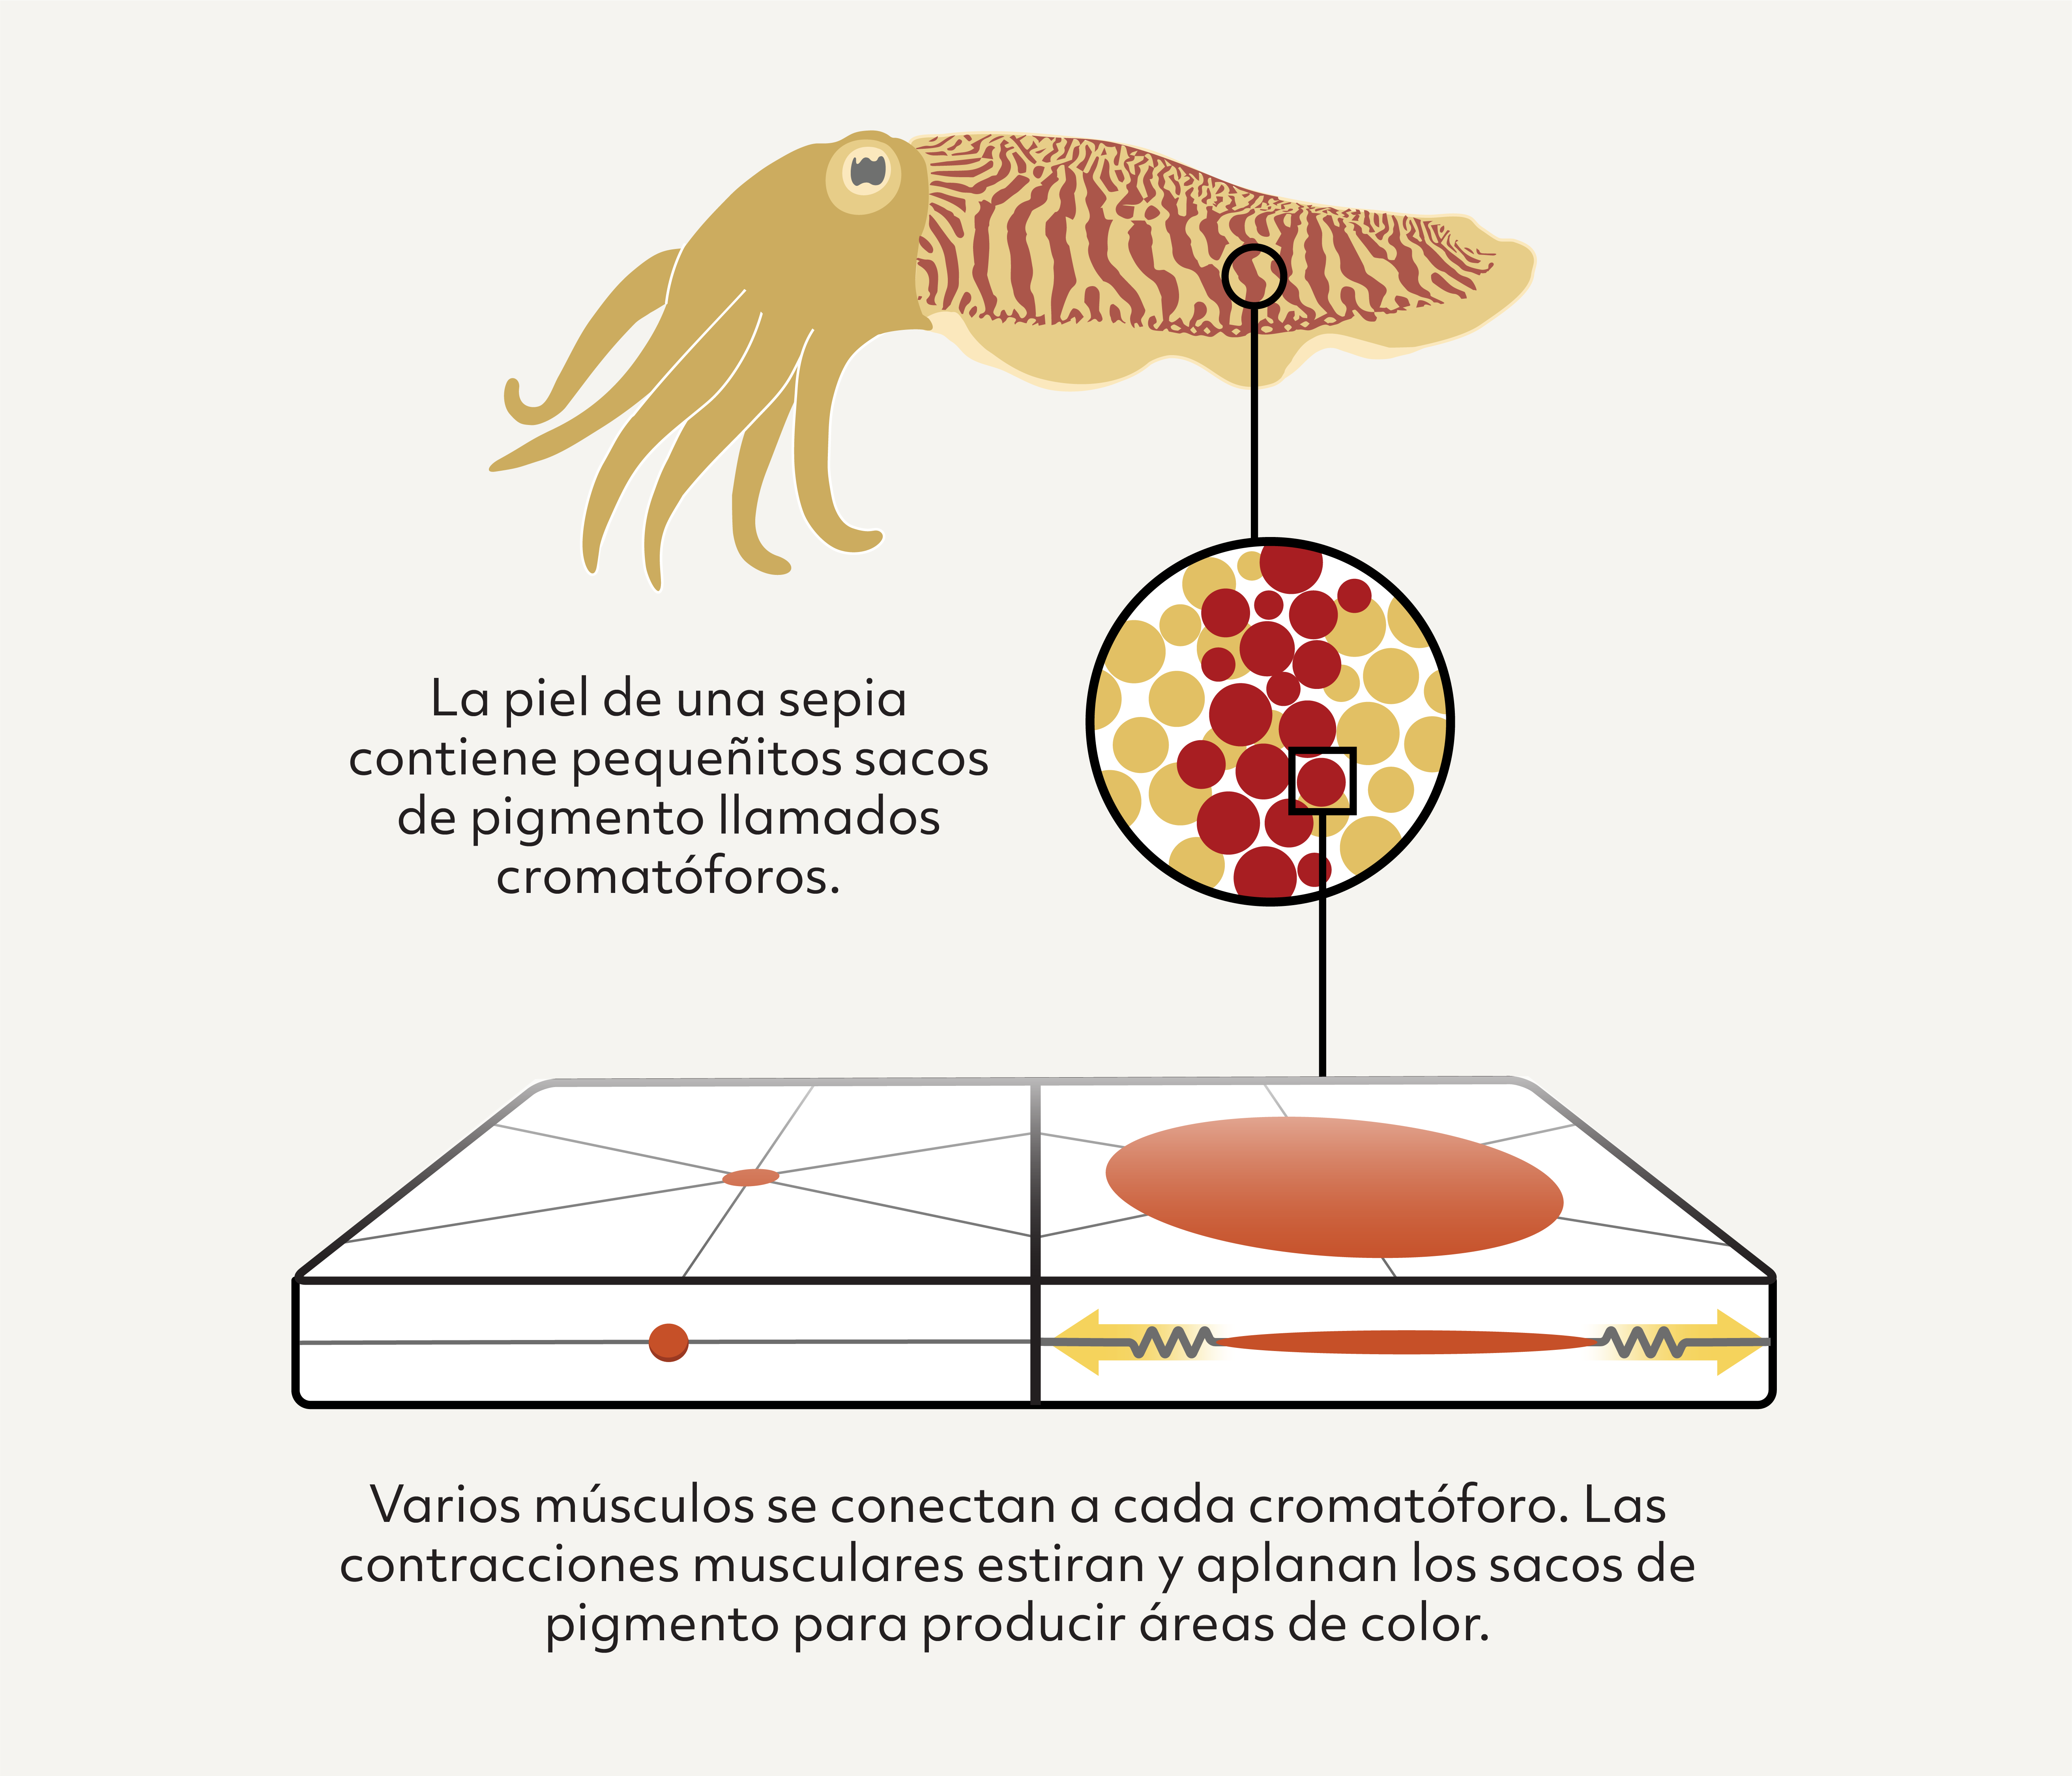 La piel de una sepia
contiene pequeñitos sacos
de pigmento llamados
cromatóforos.
Varios músculos se conectan a cada cromatóforo. Las
contracciones musculares estiran y aplanan los sacos de
pigmento para producir áreas de color.